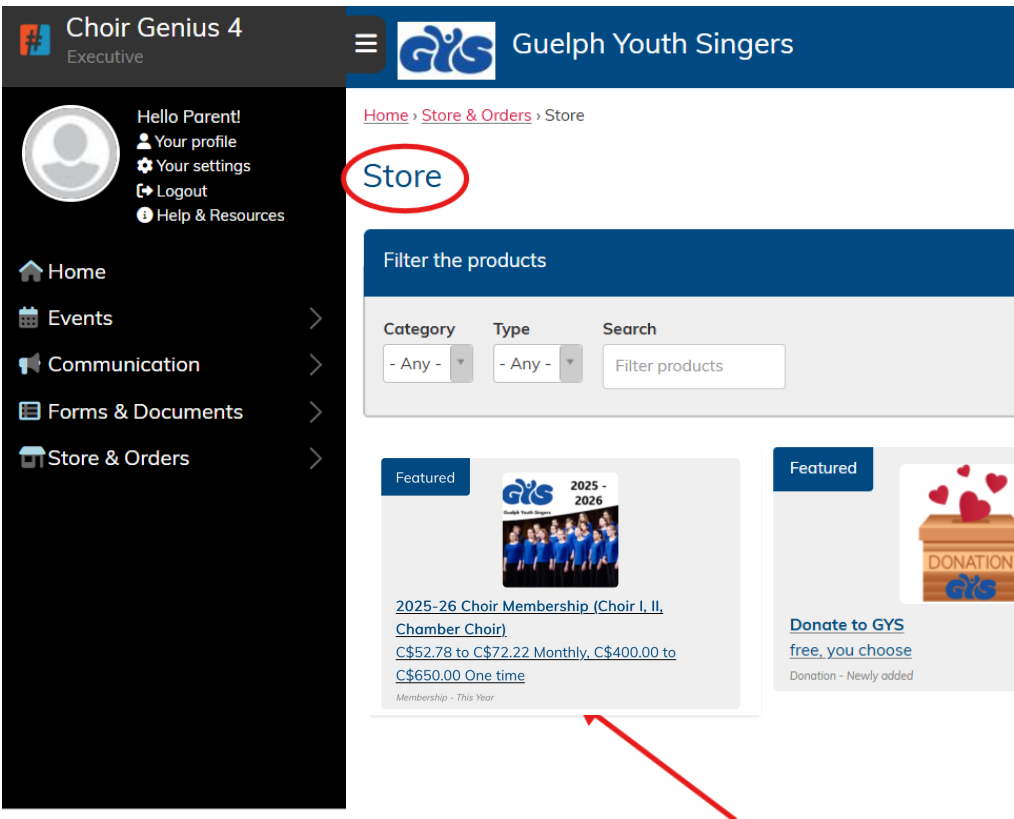 Choir Genius 4
Executive
Hello Parent!
Your profile
Your settings
Logout
Help & Resources
Home
Events
Communication
Forms & Documents
Store & Orders
GYS
Guelph Youth Singers
Home › Store & Orders › Store
Store
Filter the products
Category Type Search
- Any - - Any - Filter products
Featured
GYS
Guelph Youth Singers
2025 -
2026
2025-26 Choir Membership (Choir I, II,
Chamber Choir)
C$52.78 to C$72.22 Monthly, C$400.00 to
C$650.00 One time
Membership - This Year
Featured
DONATION
GYS
Donate to GYS
free, you choose
Donation - Newly added